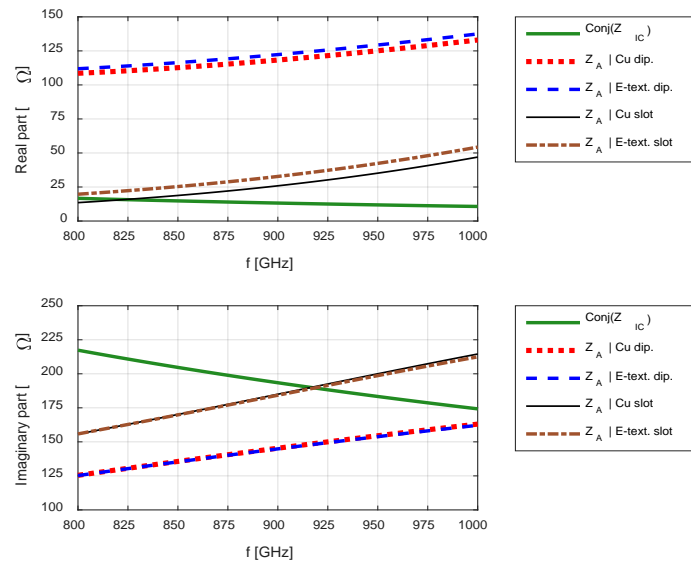 150
125
100
75
50
25
0
Real part [ Ω]
800 825 850 875 900 925 950 975 1000
f [GHz]
Conj(Z IC)
Z A | Cu dip.
Z A | E-text. dip.
Z A | Cu slot
Z A | E-text. slot
250
225
200
175
150
125
100
Imaginary part [ Ω]
800 825 850 875 900 925 950 975 1000
f [GHz]
Conj(Z IC)
Z A | Cu dip.
Z A | E-text. dip.
Z A | Cu slot
Z A | E-text. slot